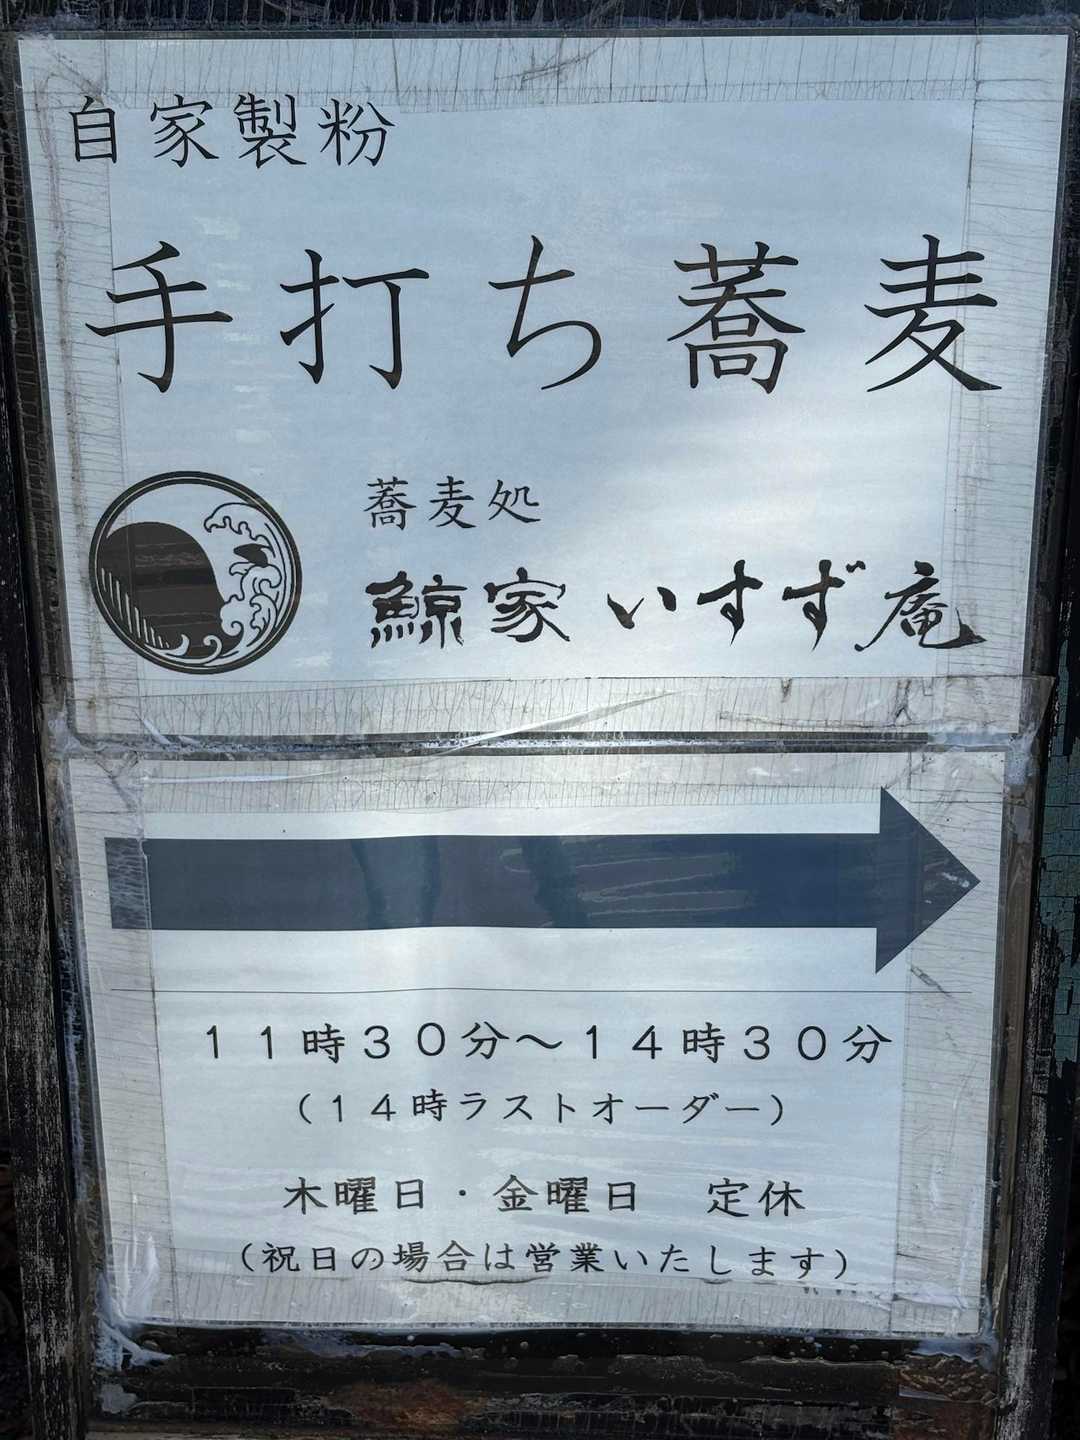 自家製粉
手打ち蕎麦
蕎麦処
鯨家いすず庵
１１時３０分～１４時３０分
（１４時ラストオーダー）
木曜日・金曜日　定休
（祝日の場合は営業いたします）